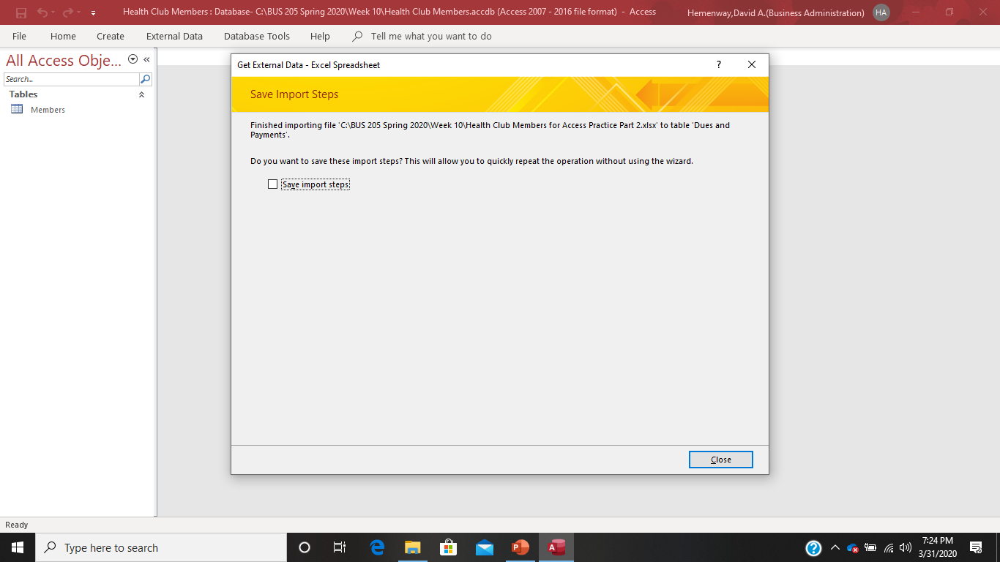 Health Club Members : Database- C:\BUS 205 Spring 2020\Week 10\Health Club Members.accdb (Access 2007 - 2016 file format)  -  Access
Hemenway,David A.(Business Administration)
HA
File
Home
Create
External Data
Database Tools
Help
Tell me what you want to do
All Access Obje...
Search...
Tables
Members
Get External Data - Excel Spreadsheet
?
Save Import Steps
Finished importing file 'C:\BUS 205 Spring 2020\Week 10\Health Club Members for Access Practice Part 2.xlsx' to table 'Dues and
Payments'.
Do you want to save these import steps? This will allow you to quickly repeat the operation without using the wizard.
Save import steps
Close
Ready
Type here to search
7:24 PM
3/31/2020